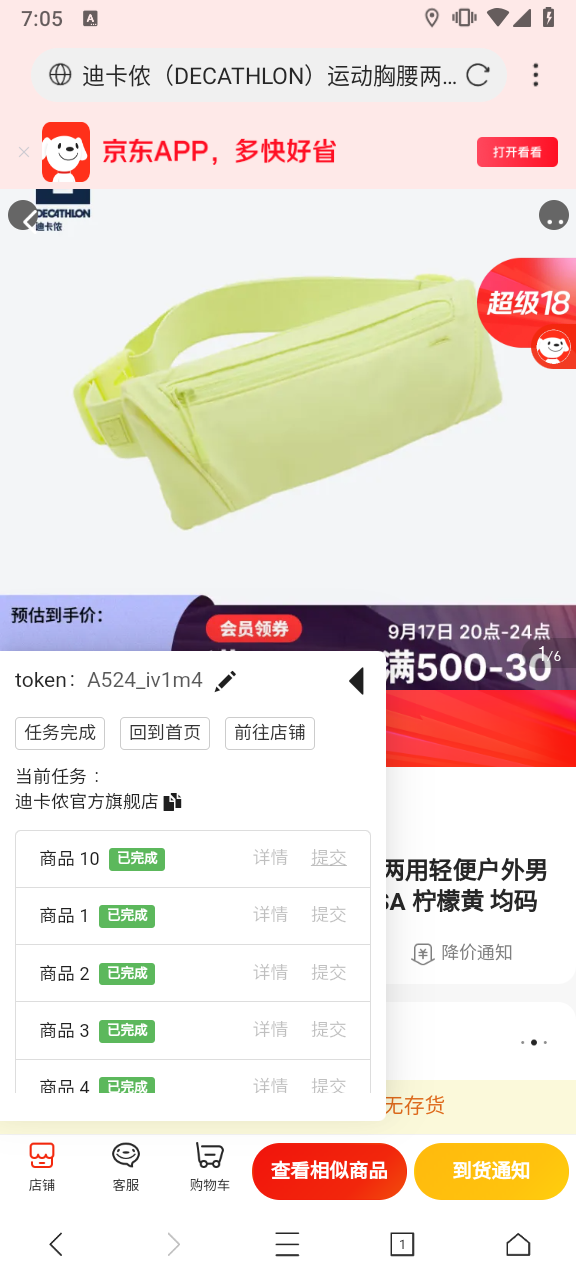 7:05
A
迪卡侬（DECATHLON）运动胸腰两...
京东APP，多快好省
打开看看
DECATHLON
迪卡侬
超级18
预估到手价：
会员领券
9月17日 20点-24点
满500-30
1/6
token： A524_iv1m4
任务完成 回到首页 前往店铺
当前任务：
迪卡侬官方旗舰店
商品 10 已完成 详情 提交
两用轻便户外男
SA 柠檬黄 均码
商品 1 已完成 详情 提交
降价通知
商品 2 已完成 详情 提交
商品 3 已完成 详情 提交
商品 4 已完成 详情 提交
无存货
店铺 客服 购物车 查看相似商品 到货通知
1